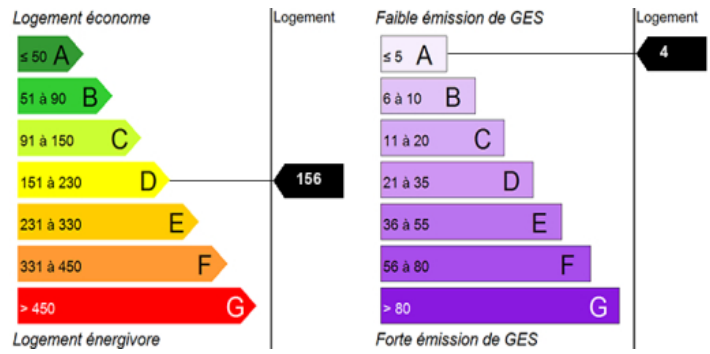 Logement économe
Logement
≤ 50 A
51 à 90 B
91 à 150 C
151 à 230 D
156
231 à 330 E
331 à 450 F
> 450 G
Logement énergivore
Faible émission de GES
Logement
≤ 5 A
4
6 à 10 B
11 à 20 C
21 à 35 D
36 à 55 E
56 à 80 F
> 80 G
Forte émission de GES